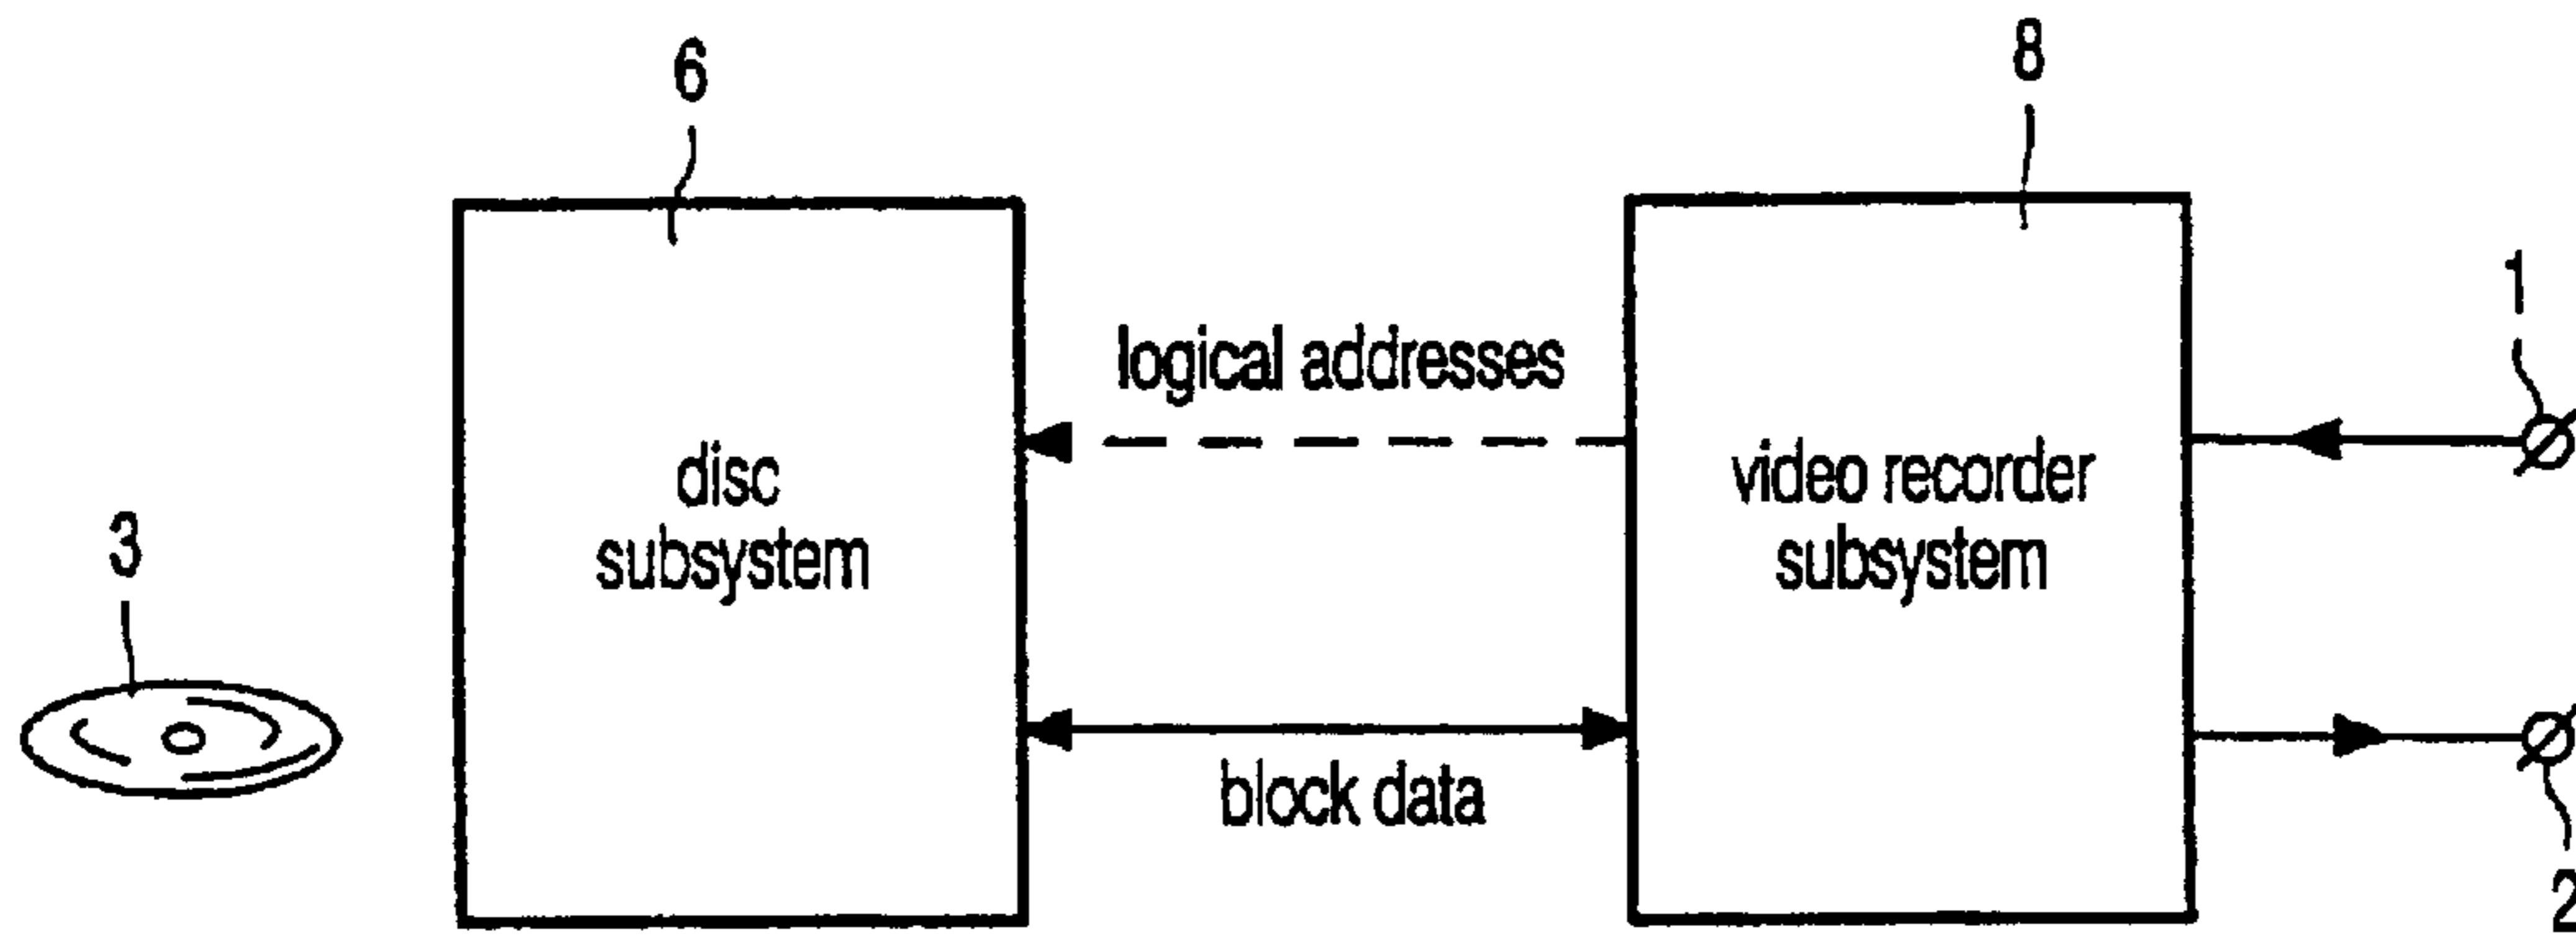 6
8
1
logical addresses
disc
subsystem
video recorder
subsystem
3
block data
2